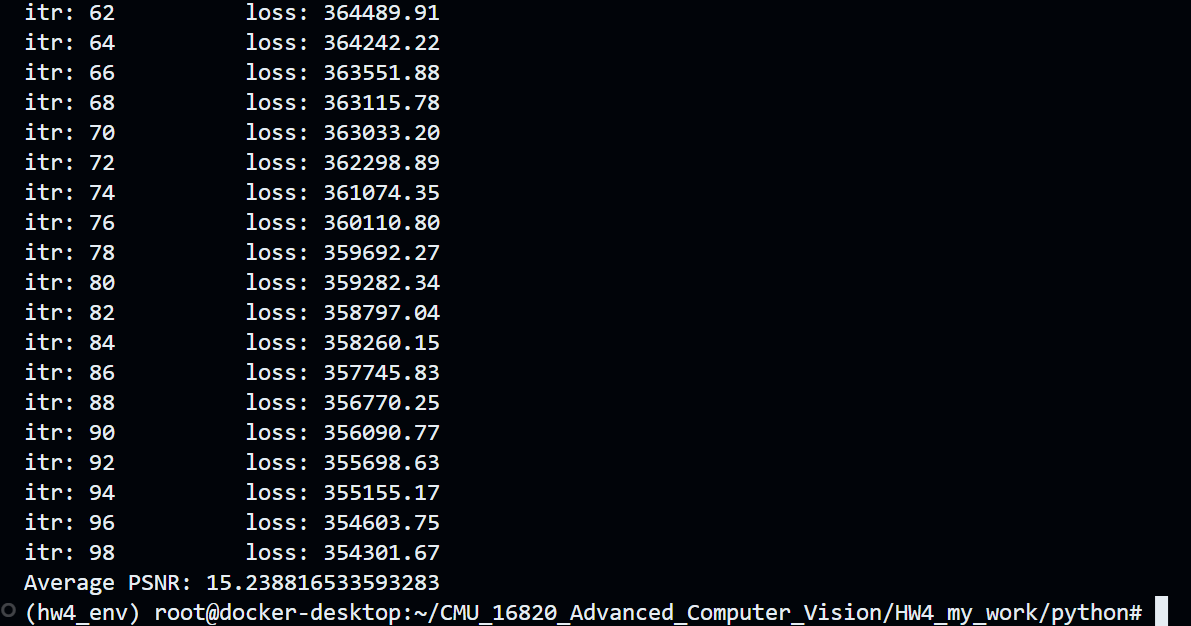 itr: 62 loss: 364489.91
itr: 64 loss: 364242.22
itr: 66 loss: 363551.88
itr: 68 loss: 363115.78
itr: 70 loss: 363033.20
itr: 72 loss: 362298.89
itr: 74 loss: 361074.35
itr: 76 loss: 360110.80
itr: 78 loss: 359692.27
itr: 80 loss: 359282.34
itr: 82 loss: 358797.04
itr: 84 loss: 358260.15
itr: 86 loss: 357745.83
itr: 88 loss: 356770.25
itr: 90 loss: 356090.77
itr: 92 loss: 355698.63
itr: 94 loss: 355155.17
itr: 96 loss: 354603.75
itr: 98 loss: 354301.67
Average PSNR: 15.238816533593283
(hw4_env) root@docker-desktop:~/CMU_16820_Advanced_Computer_Vision/HW4_my_work/python#